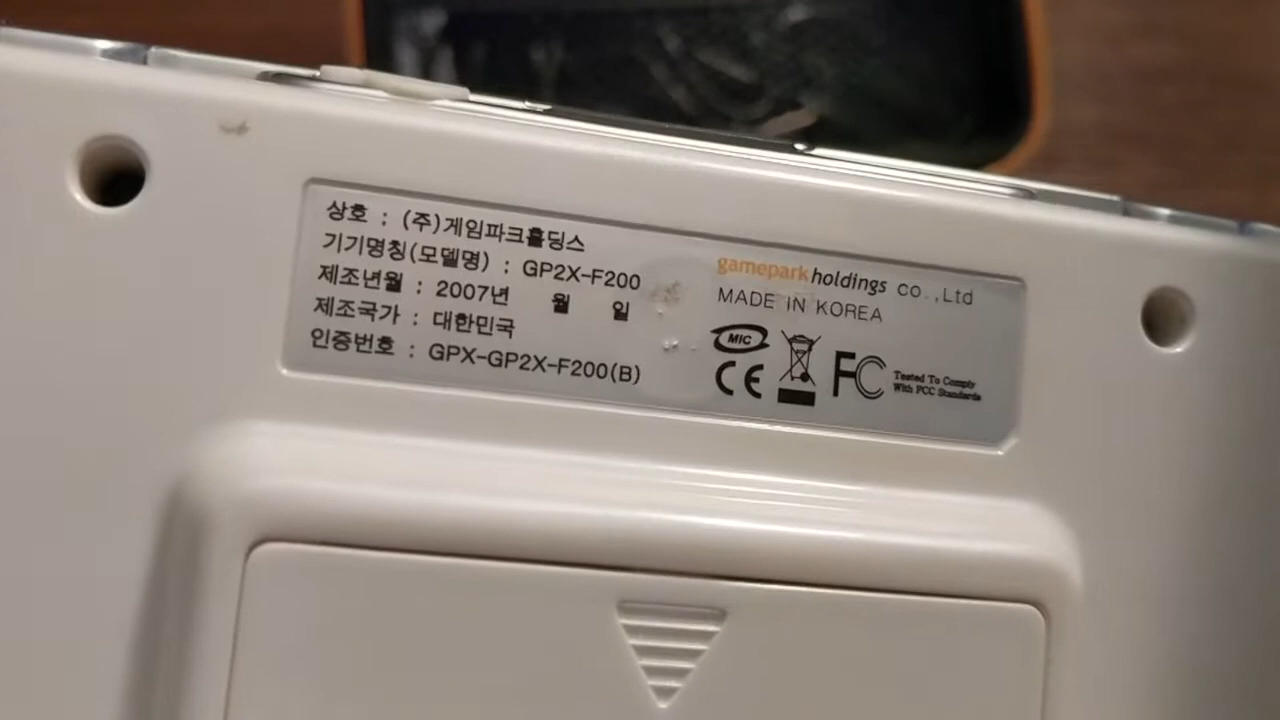 상호 : (주)게임파크홀딩스
기기명칭(모델명) : GP2X-F200
제조년월 : 2007년 월 일
제조국가 : 대한민국
인증번호 : GPX-GP2X-F200(B)
gamepark holdings co.,Ltd
MADE IN KOREA
MIC
CE FC Tested To Comply
With FCC Standards